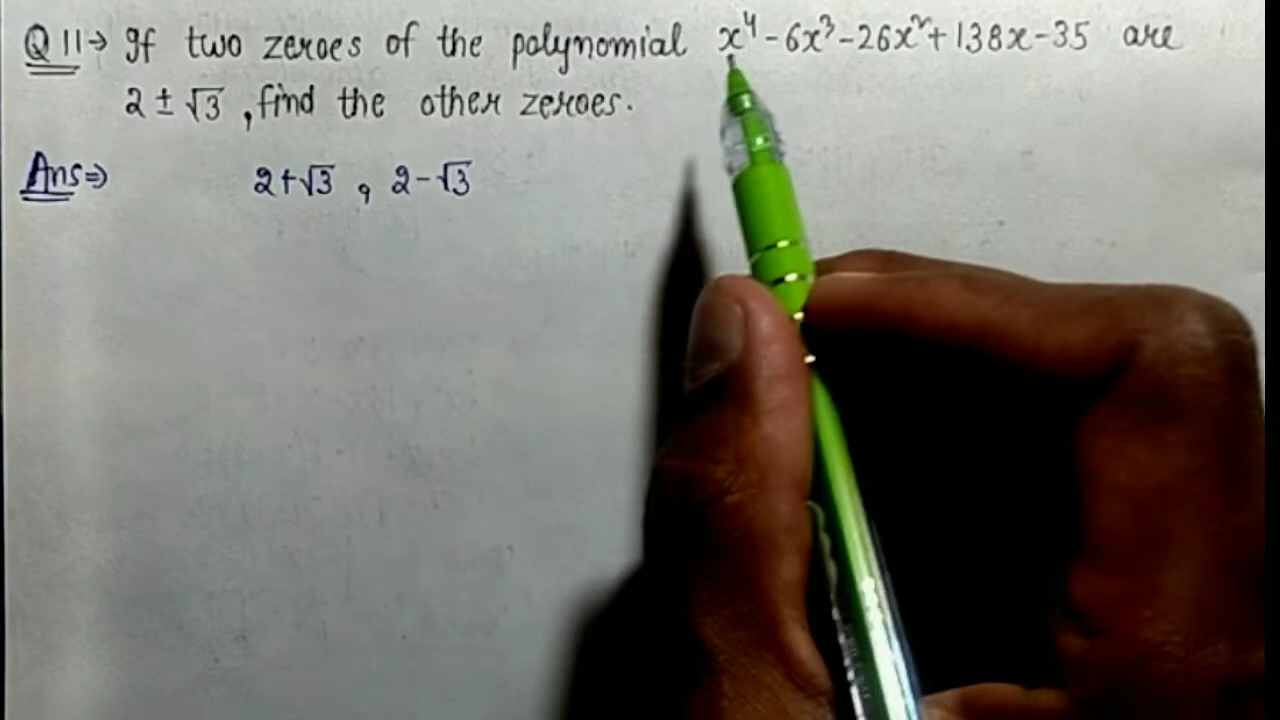 Q 11→ If two zeroes of the polynomial x⁴-6x³-26x²+138x-35 are
2 ± √3 , find the other zeroes.
Ans⇒ 2+√3 , 2-√3